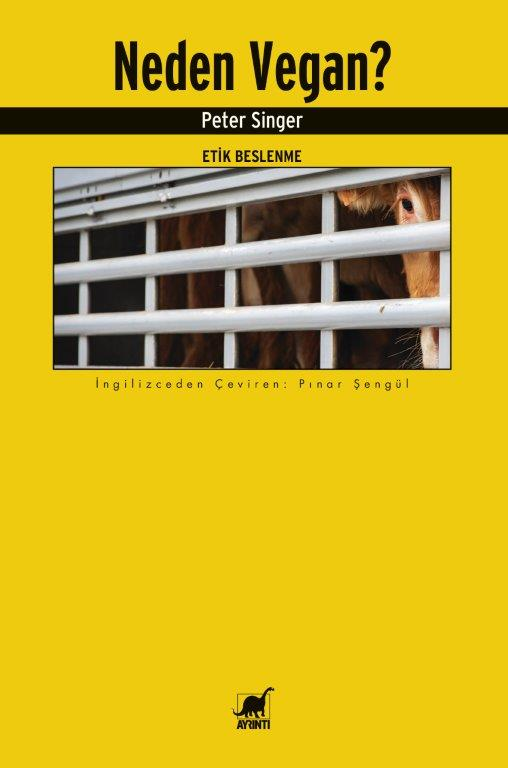 Neden Vegan?
Peter Singer
ETİK BESLENME
İngilizceden Çeviren: Pınar Şengül
AYRINTI